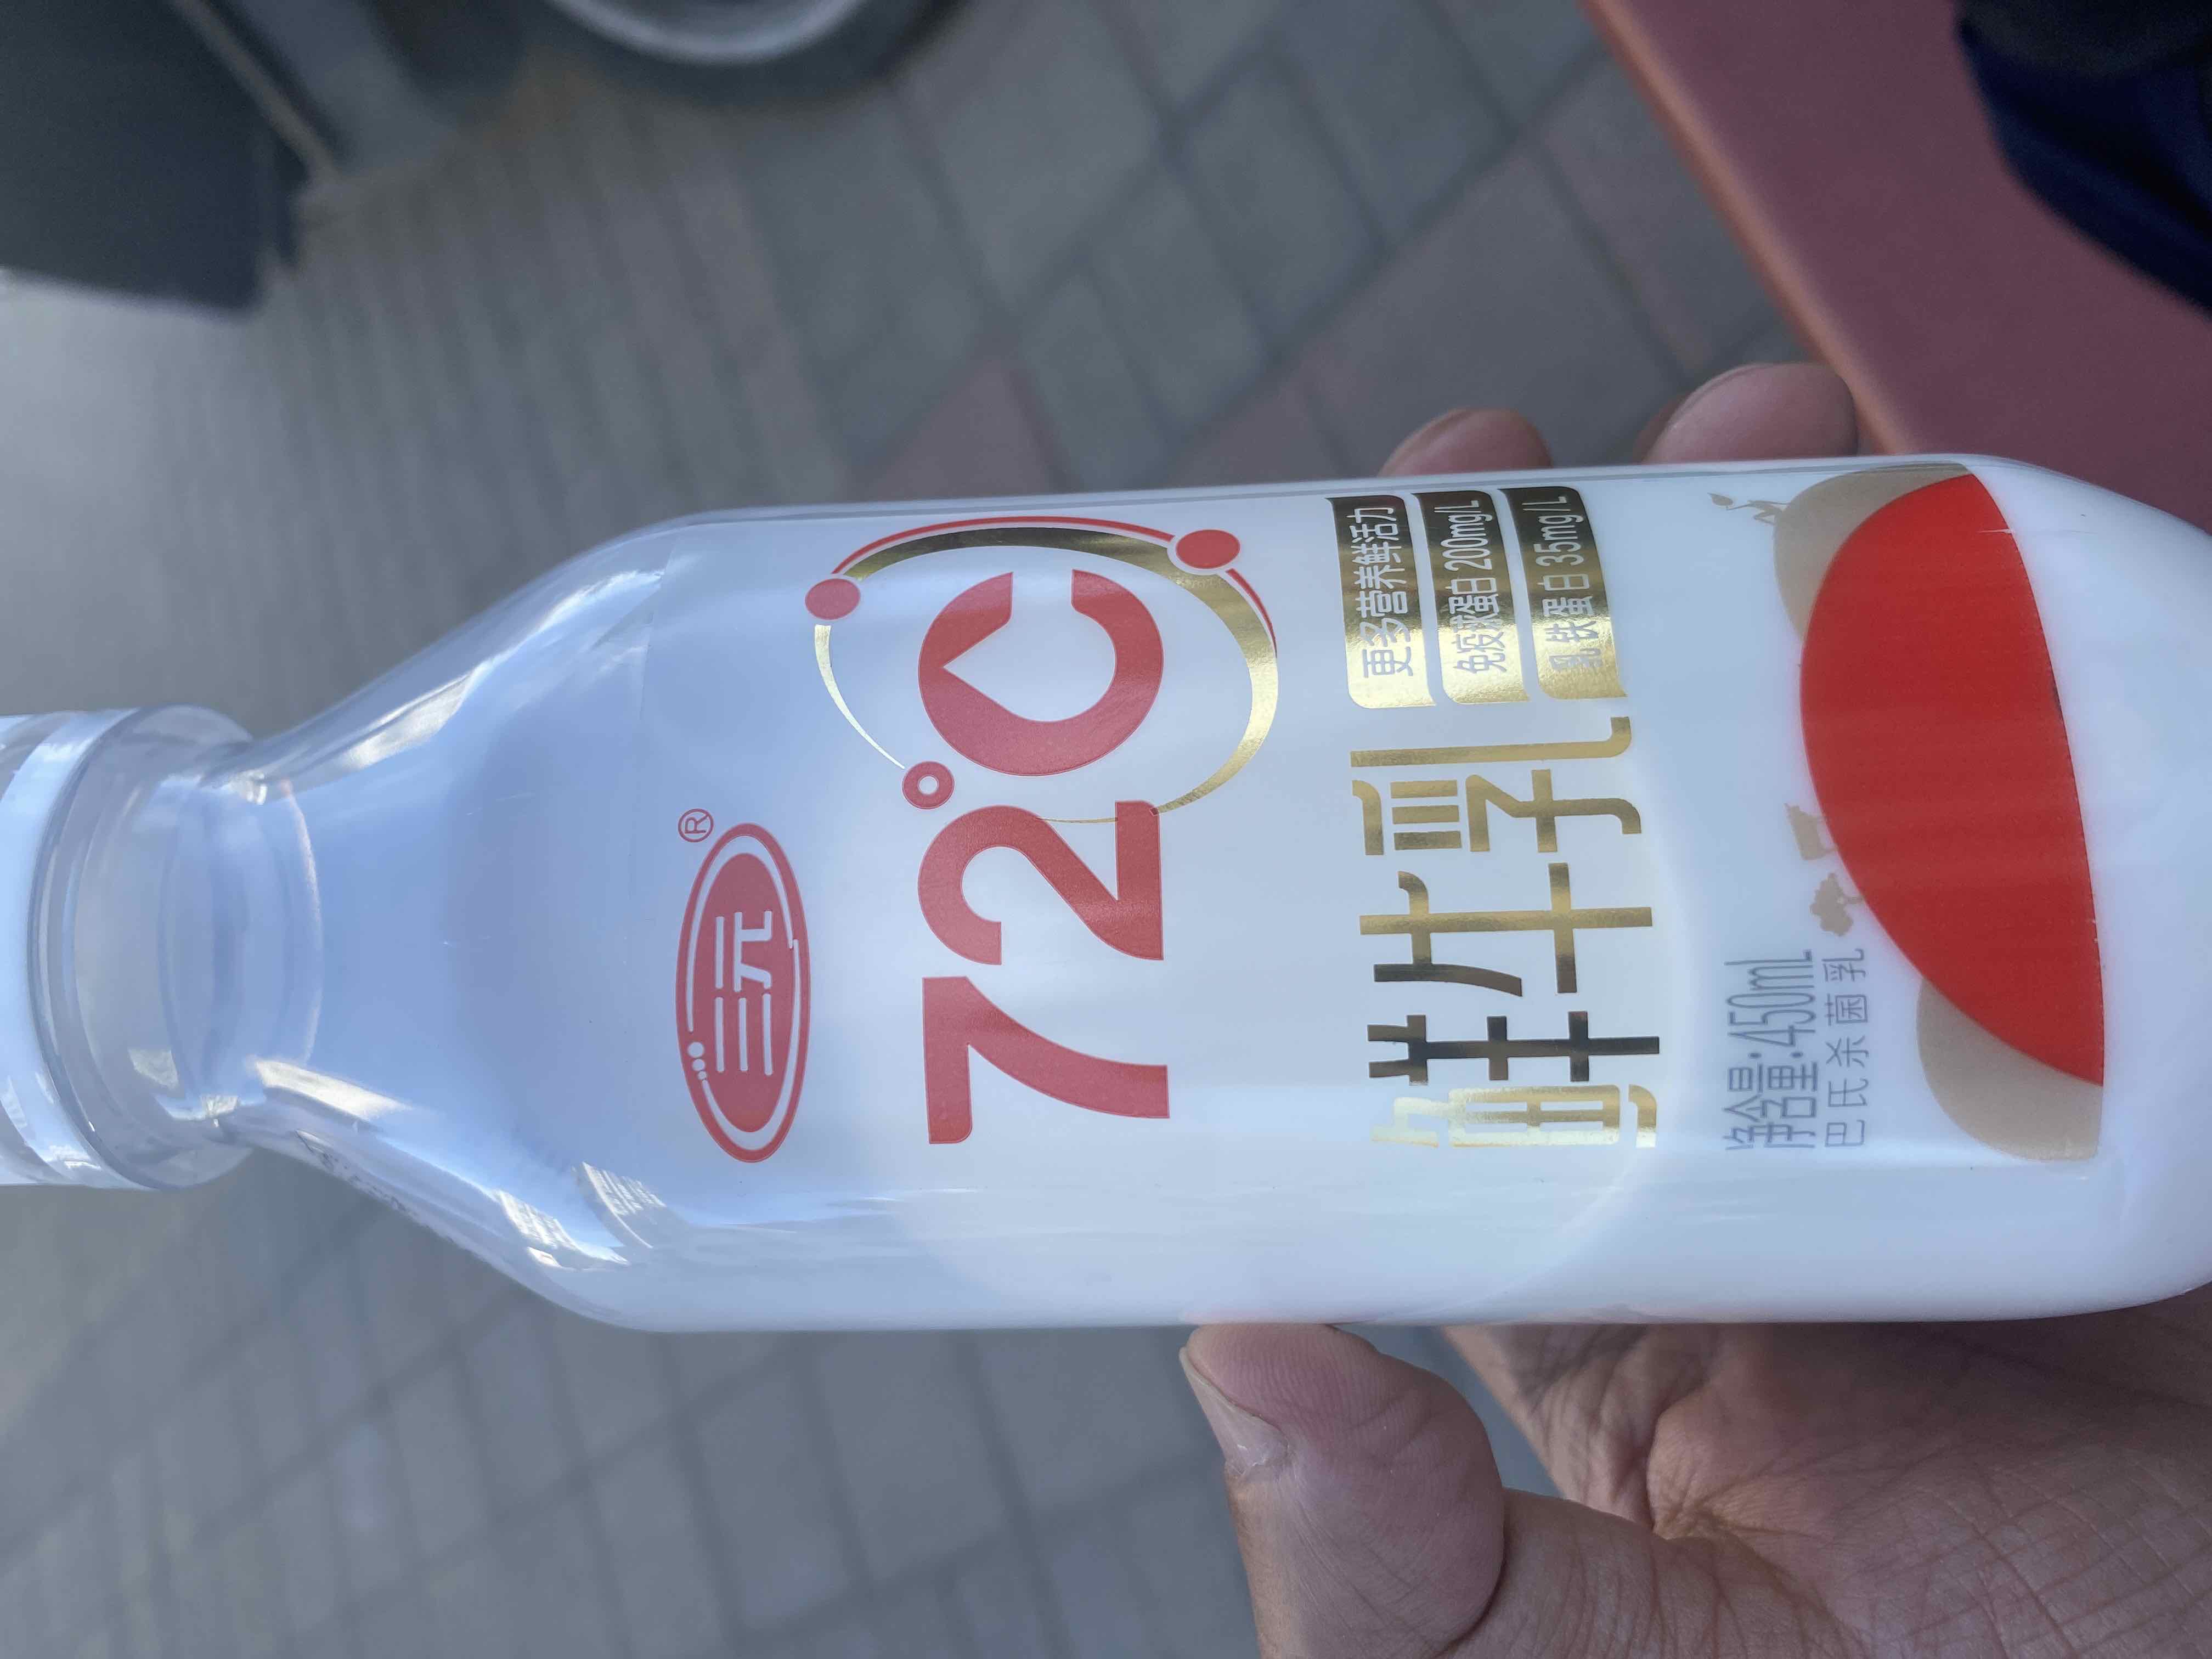 三元®
72℃
鲜牛乳
更多营养鲜活力
免疫球蛋白 200mg/L
乳铁蛋白 35mg/L
净含量:450mL
巴氏杀菌乳